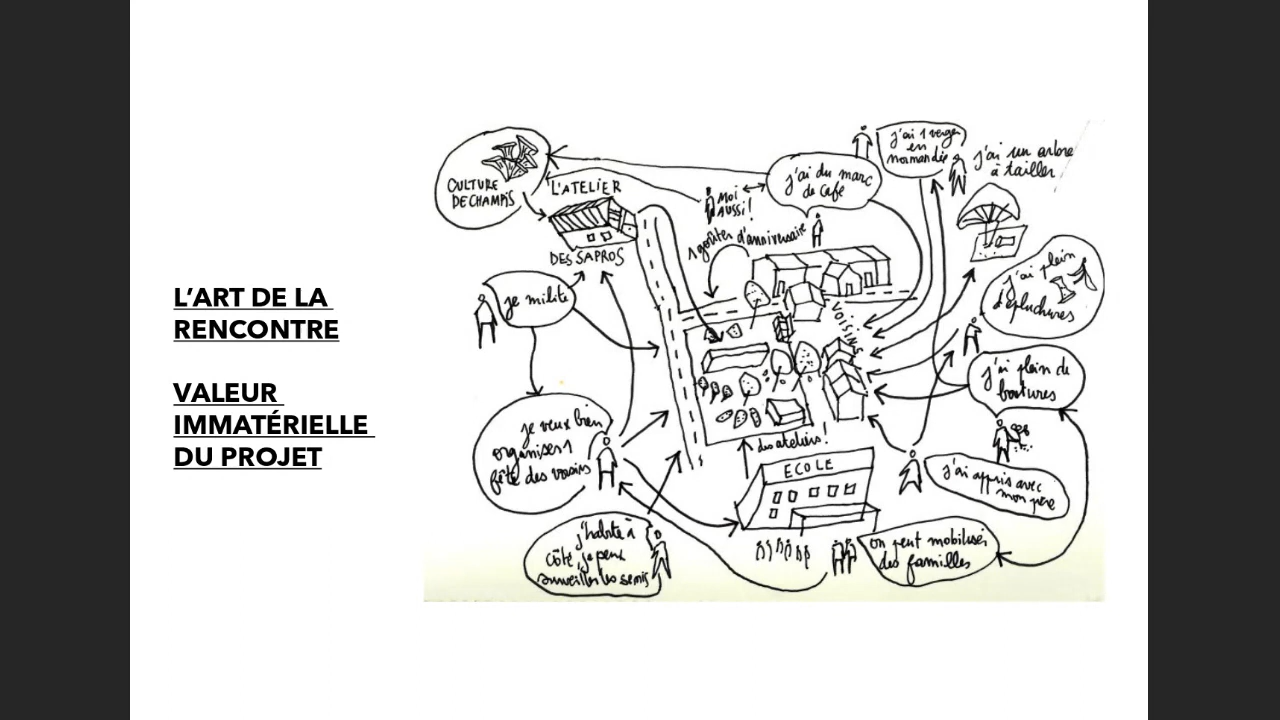 L'ART DE LA
RENCONTRE
VALEUR
IMMATÉRIELLE
DU PROJET
CULTURE
DE CHAMPIS
L'ATELIER
DES SAPROS
MOI
AUSSI !
j'ai du marc
de café
j'ai 1 verger
en
normandie
j'ai un arbre
à tailler
1 goûter d'anniversaire
j'ai plein
d'épluchures
je milite
VOISINS
j'ai plein de
boutures
je veux bien
organiser 1
fête des voisins
des ateliers !
ECOLE
j'ai appris avec
mon père
j'habite à
côté, je peux
surveiller les semis
on peut mobiliser
des familles